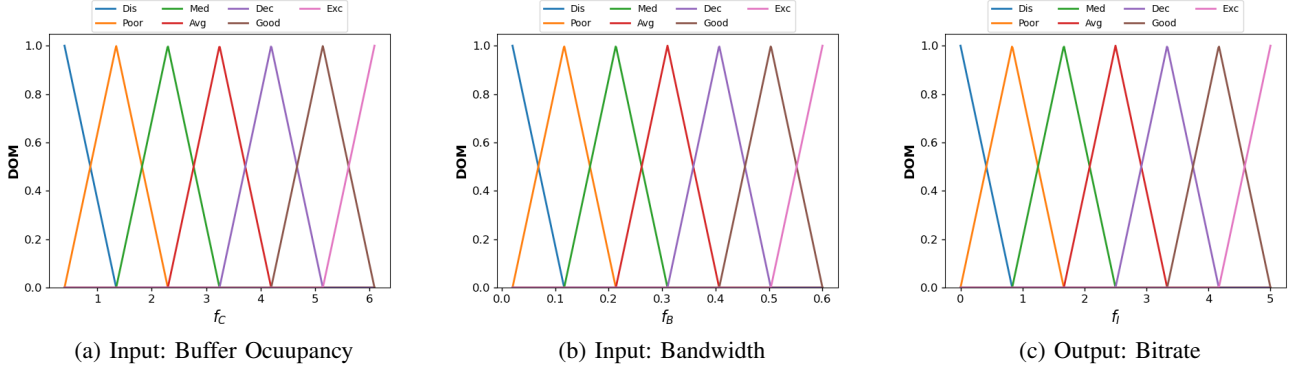 Dis Med Dec Exc
Poor Avg Good
1.0
0.8
0.6
0.4
0.2
0.0
DOM
1 2 3 4 5 6
f_C
(a) Input: Buffer Ocuupancy
Dis Med Dec Exc
Poor Avg Good
1.0
0.8
0.6
0.4
0.2
0.0
DOM
0.0 0.1 0.2 0.3 0.4 0.5 0.6
f_B
(b) Input: Bandwidth
Dis Med Dec Exc
Poor Avg Good
1.0
0.8
0.6
0.4
0.2
0.0
DOM
0 1 2 3 4 5
f_I
(c) Output: Bitrate